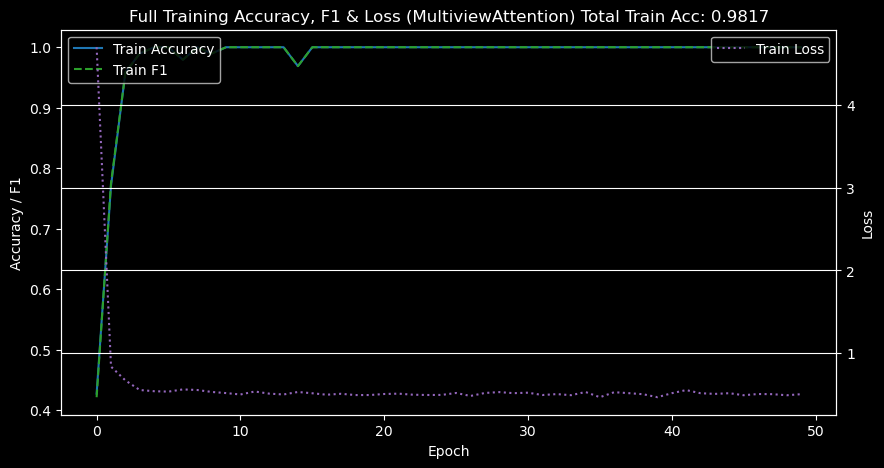 Full Training Accuracy, F1 & Loss (MultiviewAttention) Total Train Acc: 0.9817
Train Accuracy
Train F1
Train Loss
1.0
0.9
0.8
0.7
0.6
0.5
0.4
Accuracy / F1
4
3
2
1
Loss
0
10
20
30
40
50
Epoch